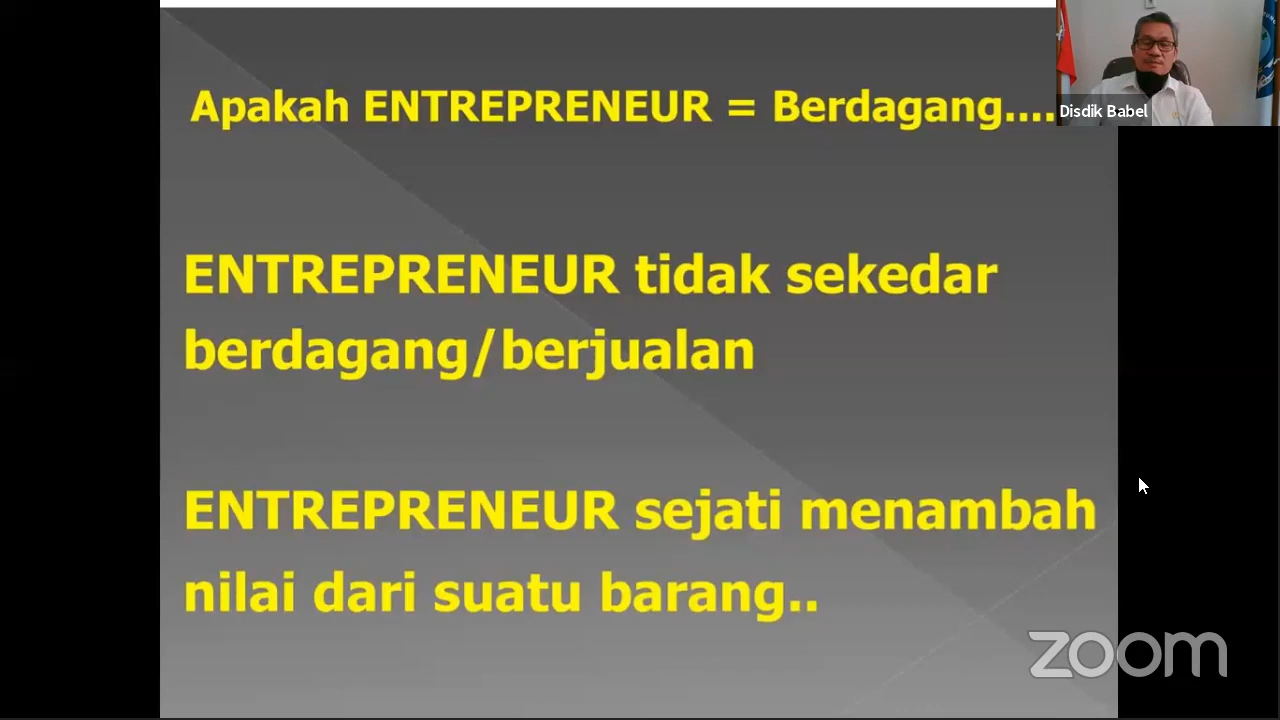 Apakah ENTREPRENEUR = Berdagang....
Disdik Babel
ENTREPRENEUR tidak sekedar
berdagang/berjualan
ENTREPRENEUR sejati menambah
nilai dari suatu barang..
zoom